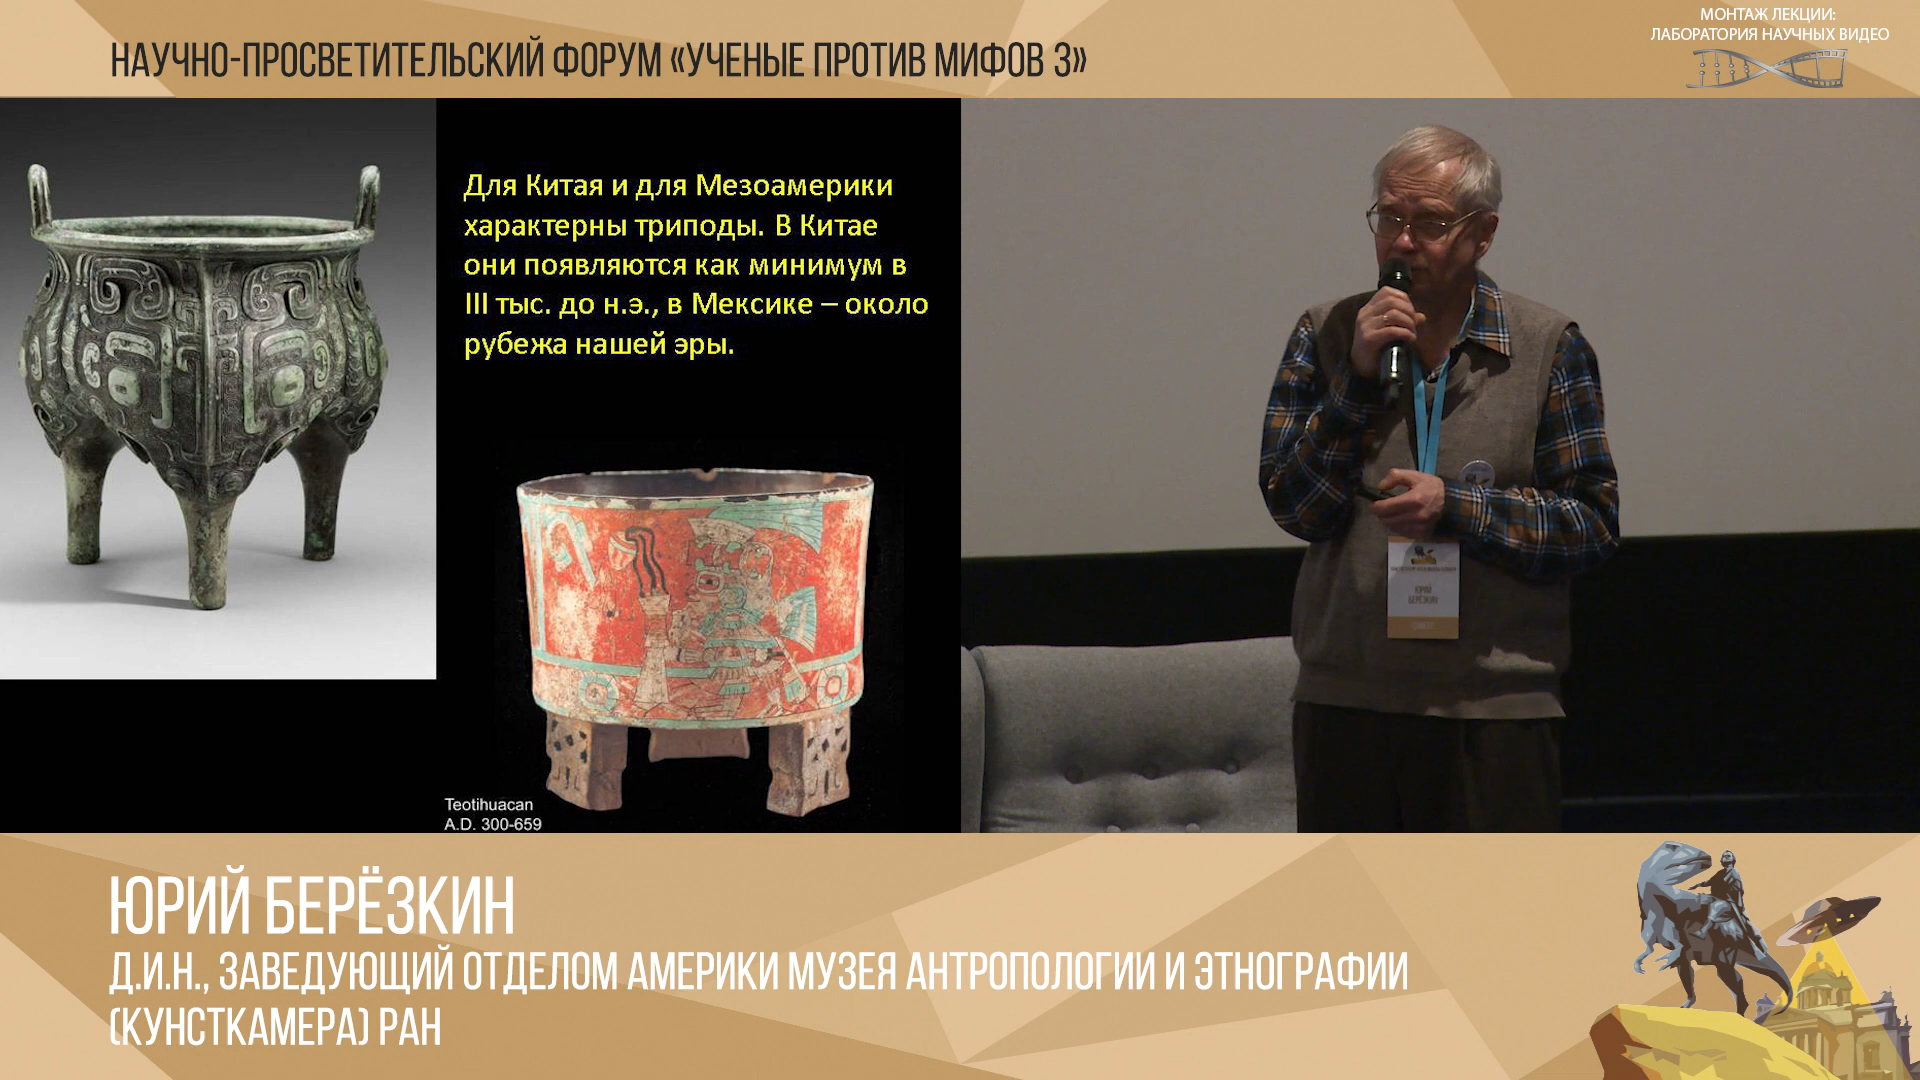 МОНТАЖ ЛЕКЦИИ:
ЛАБОРАТОРИЯ НАУЧНЫХ ВИДЕО
НАУЧНО-ПРОСВЕТИТЕЛЬСКИЙ ФОРУМ «УЧЕНЫЕ ПРОТИВ МИФОВ 3»
Для Китая и для Мезоамерики
характерны триподы. В Китае
они появляются как минимум в
III тыс. до н.э., в Мексике – около
рубежа нашей эры.
Teotihuacan
A.D. 300-659
ЮРИЙ
БЕРЁЗКИН
ЮРИЙ БЕРЁЗКИН
Д.И.Н., ЗАВЕДУЮЩИЙ ОТДЕЛОМ АМЕРИКИ МУЗЕЯ АНТРОПОЛОГИИ И ЭТНОГРАФИИ
(КУНСТКАМЕРА) РАН